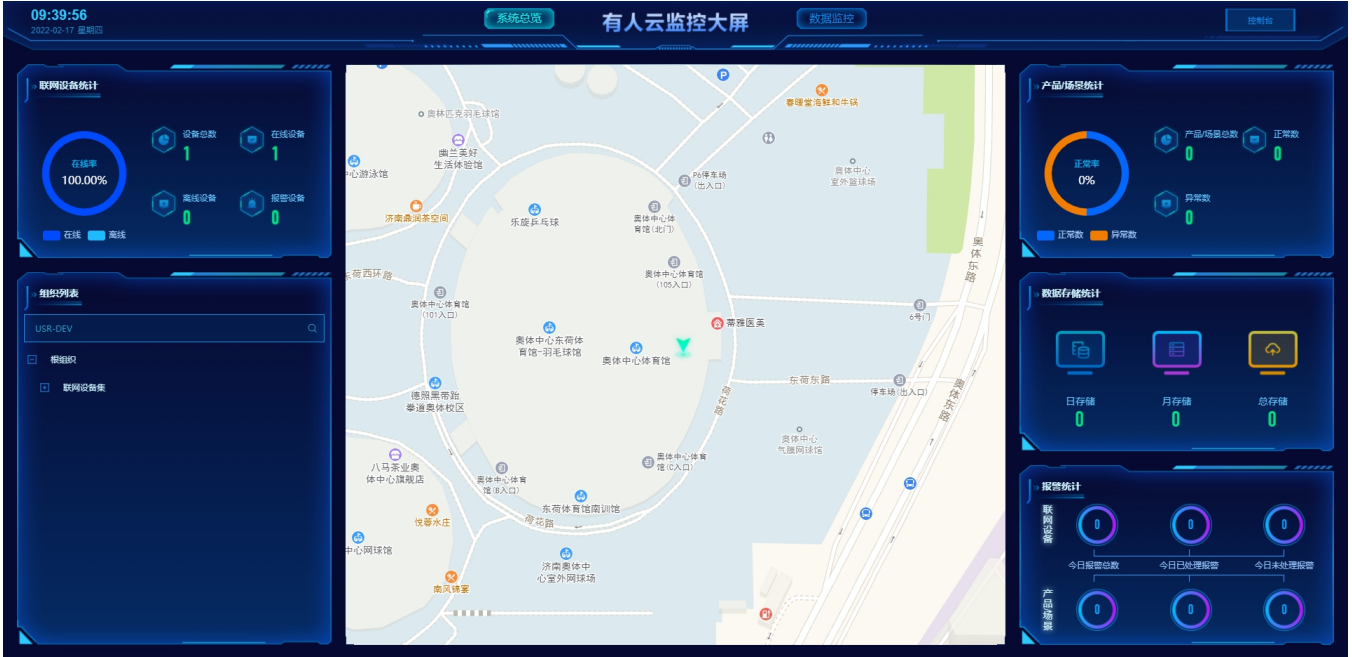 09:39:56
2022-02-17 星期四
系统总览
有人云监控大屏
数据监控
控制台
联网设备统计
在线率
100.00%
设备总数
1
在线设备
1
离线设备
0
报警设备
0
在线
离线
组织列表
USR-DEV
根组织
联网设备集
P
春暖堂海鲜和牛锅
奥林匹克羽毛球馆
幽兰美好
生活体验馆
中心游泳馆
P6停车场
(出入口)
奥体中心
室外篮球场
济南鼎润茶空间
乐旋乒乓球
奥体中心体
育馆(北门)
奥体东路
东荷西环路
奥体中心体育馆
(105入口)
奥体中心体育馆
(101入口)
6号门
蒂雅医美
奥体中心东荷体
育馆-羽毛球馆
奥体中心体育馆
东荷东路
停车场(出入口)
奥体东路
荷花路
德照黑带跆
拳道奥体校区
奥体中心
气膜网球馆
八马茶业奥
体中心旗舰店
奥体中心体育
馆(B入口)
奥体中心体育
馆(C入口)
东荷体育馆南训馆
荷花路
悦蓉水庄
中心网球馆
济南奥体中
心室外网球场
南风锦宴
产品/场景统计
正常率
0%
产品/场景总数
0
正常数
0
异常数
0
正常数
异常数
数据存储统计
日存储
0
月存储
0
总存储
0
报警统计
联网设备
0
0
0
今日报警总数
今日已处理报警
今日未处理报警
产品场景
0
0
0